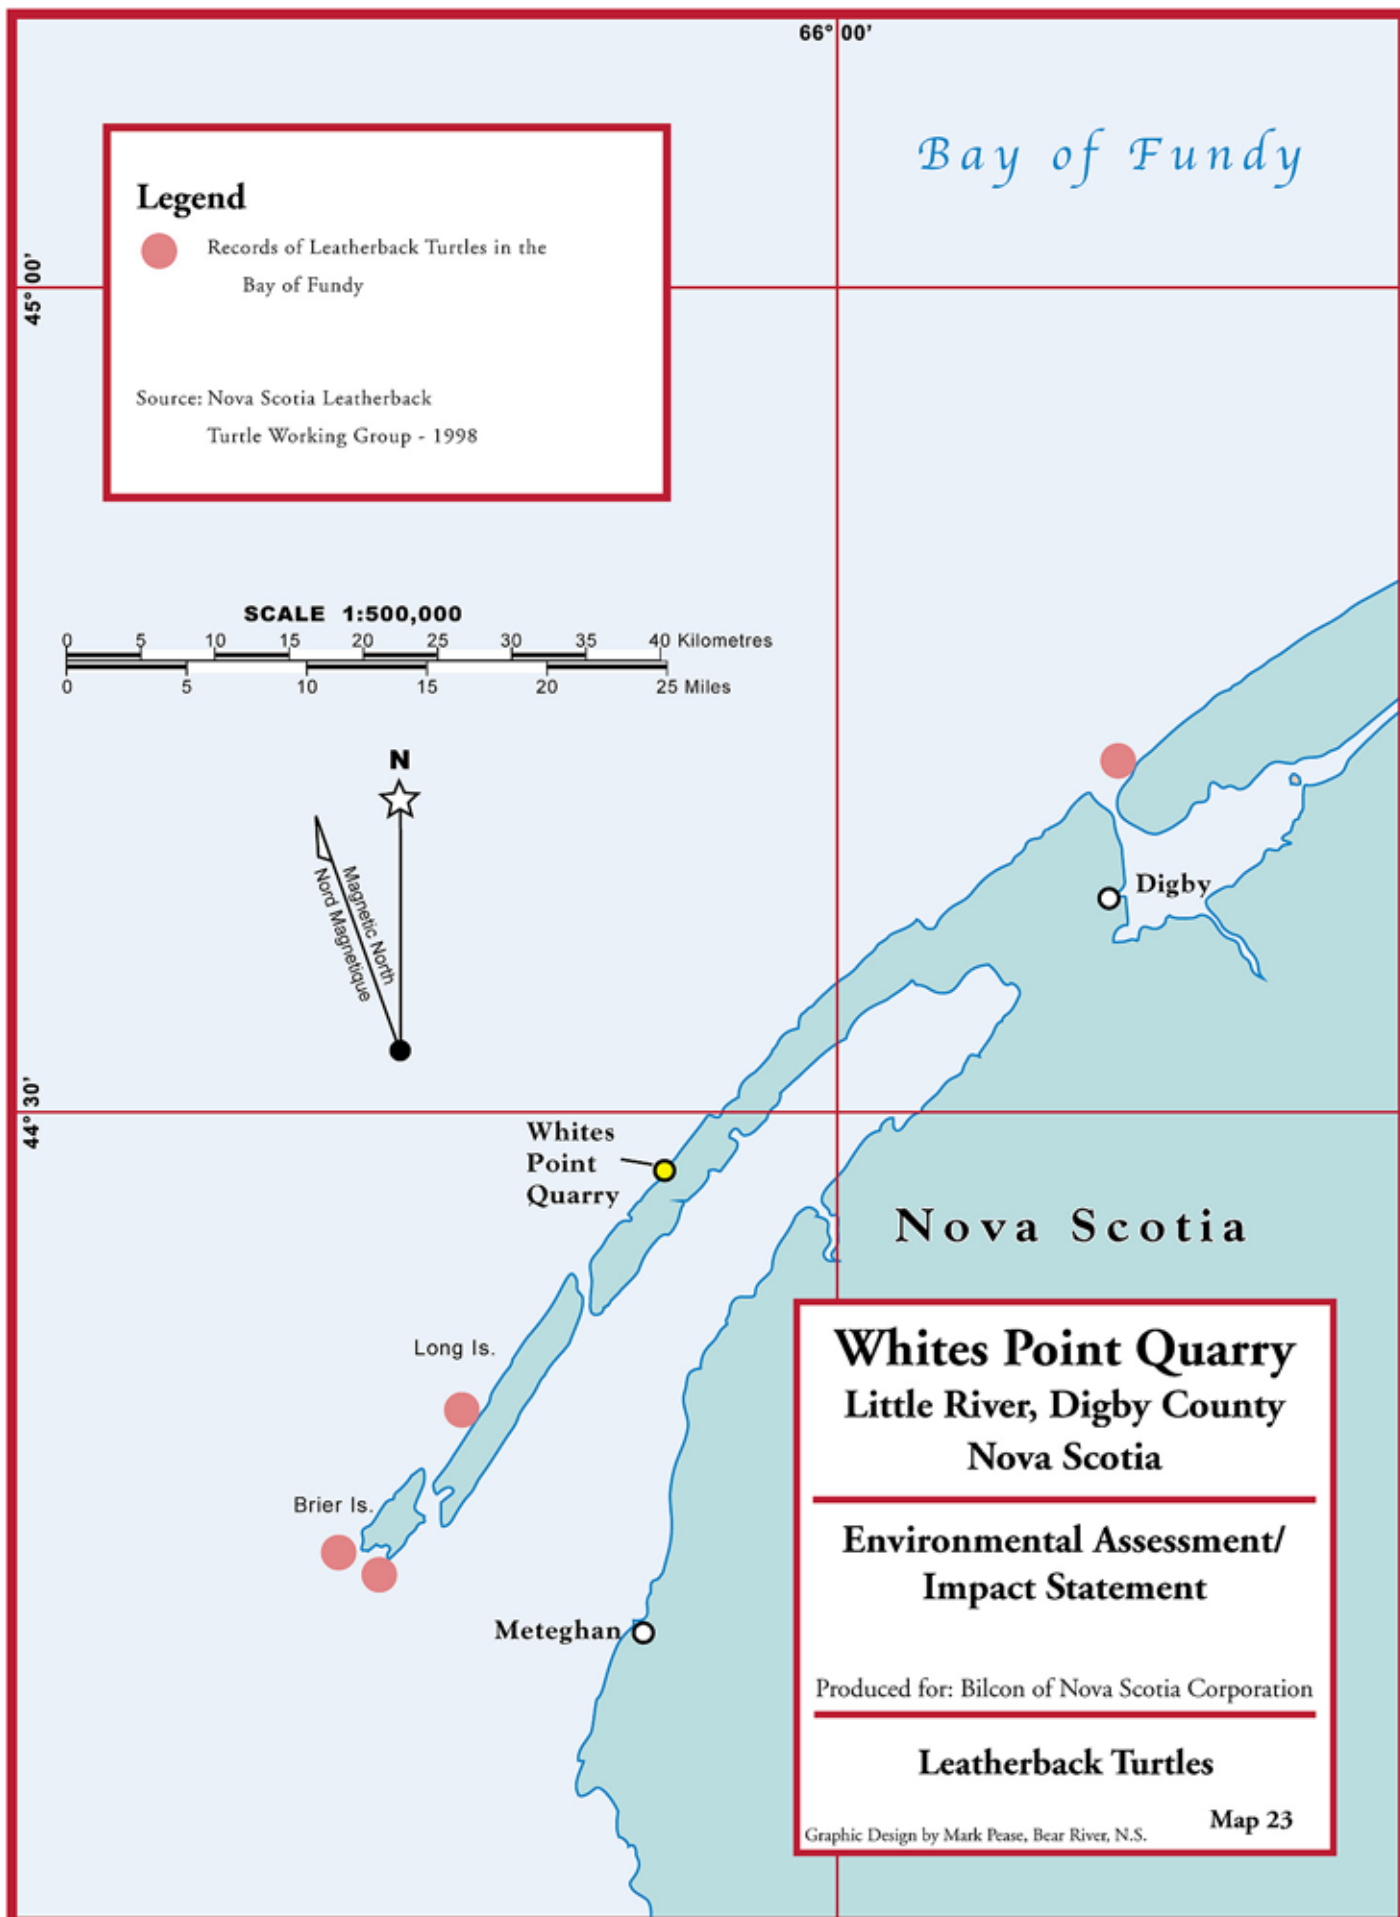 66° 00'
Bay of Fundy
Legend
Records of Leatherback Turtles in the
Bay of Fundy
45° 00'
Source: Nova Scotia Leatherback
Turtle Working Group - 1998
SCALE 1:500,000
0 5 10 15 20 25 30 35 40 Kilometres
0 5 10 15 20 25 Miles
N
Magnetic North
Nord Magnetique
Digby
44° 30'
Whites
Point
Quarry
Nova Scotia
Long Is.
Brier Is.
Meteghan
Whites Point Quarry
Little River, Digby County
Nova Scotia
Environmental Assessment/
Impact Statement
Produced for: Bilcon of Nova Scotia Corporation
Leatherback Turtles
Map 23
Graphic Design by Mark Pease, Bear River, N.S.